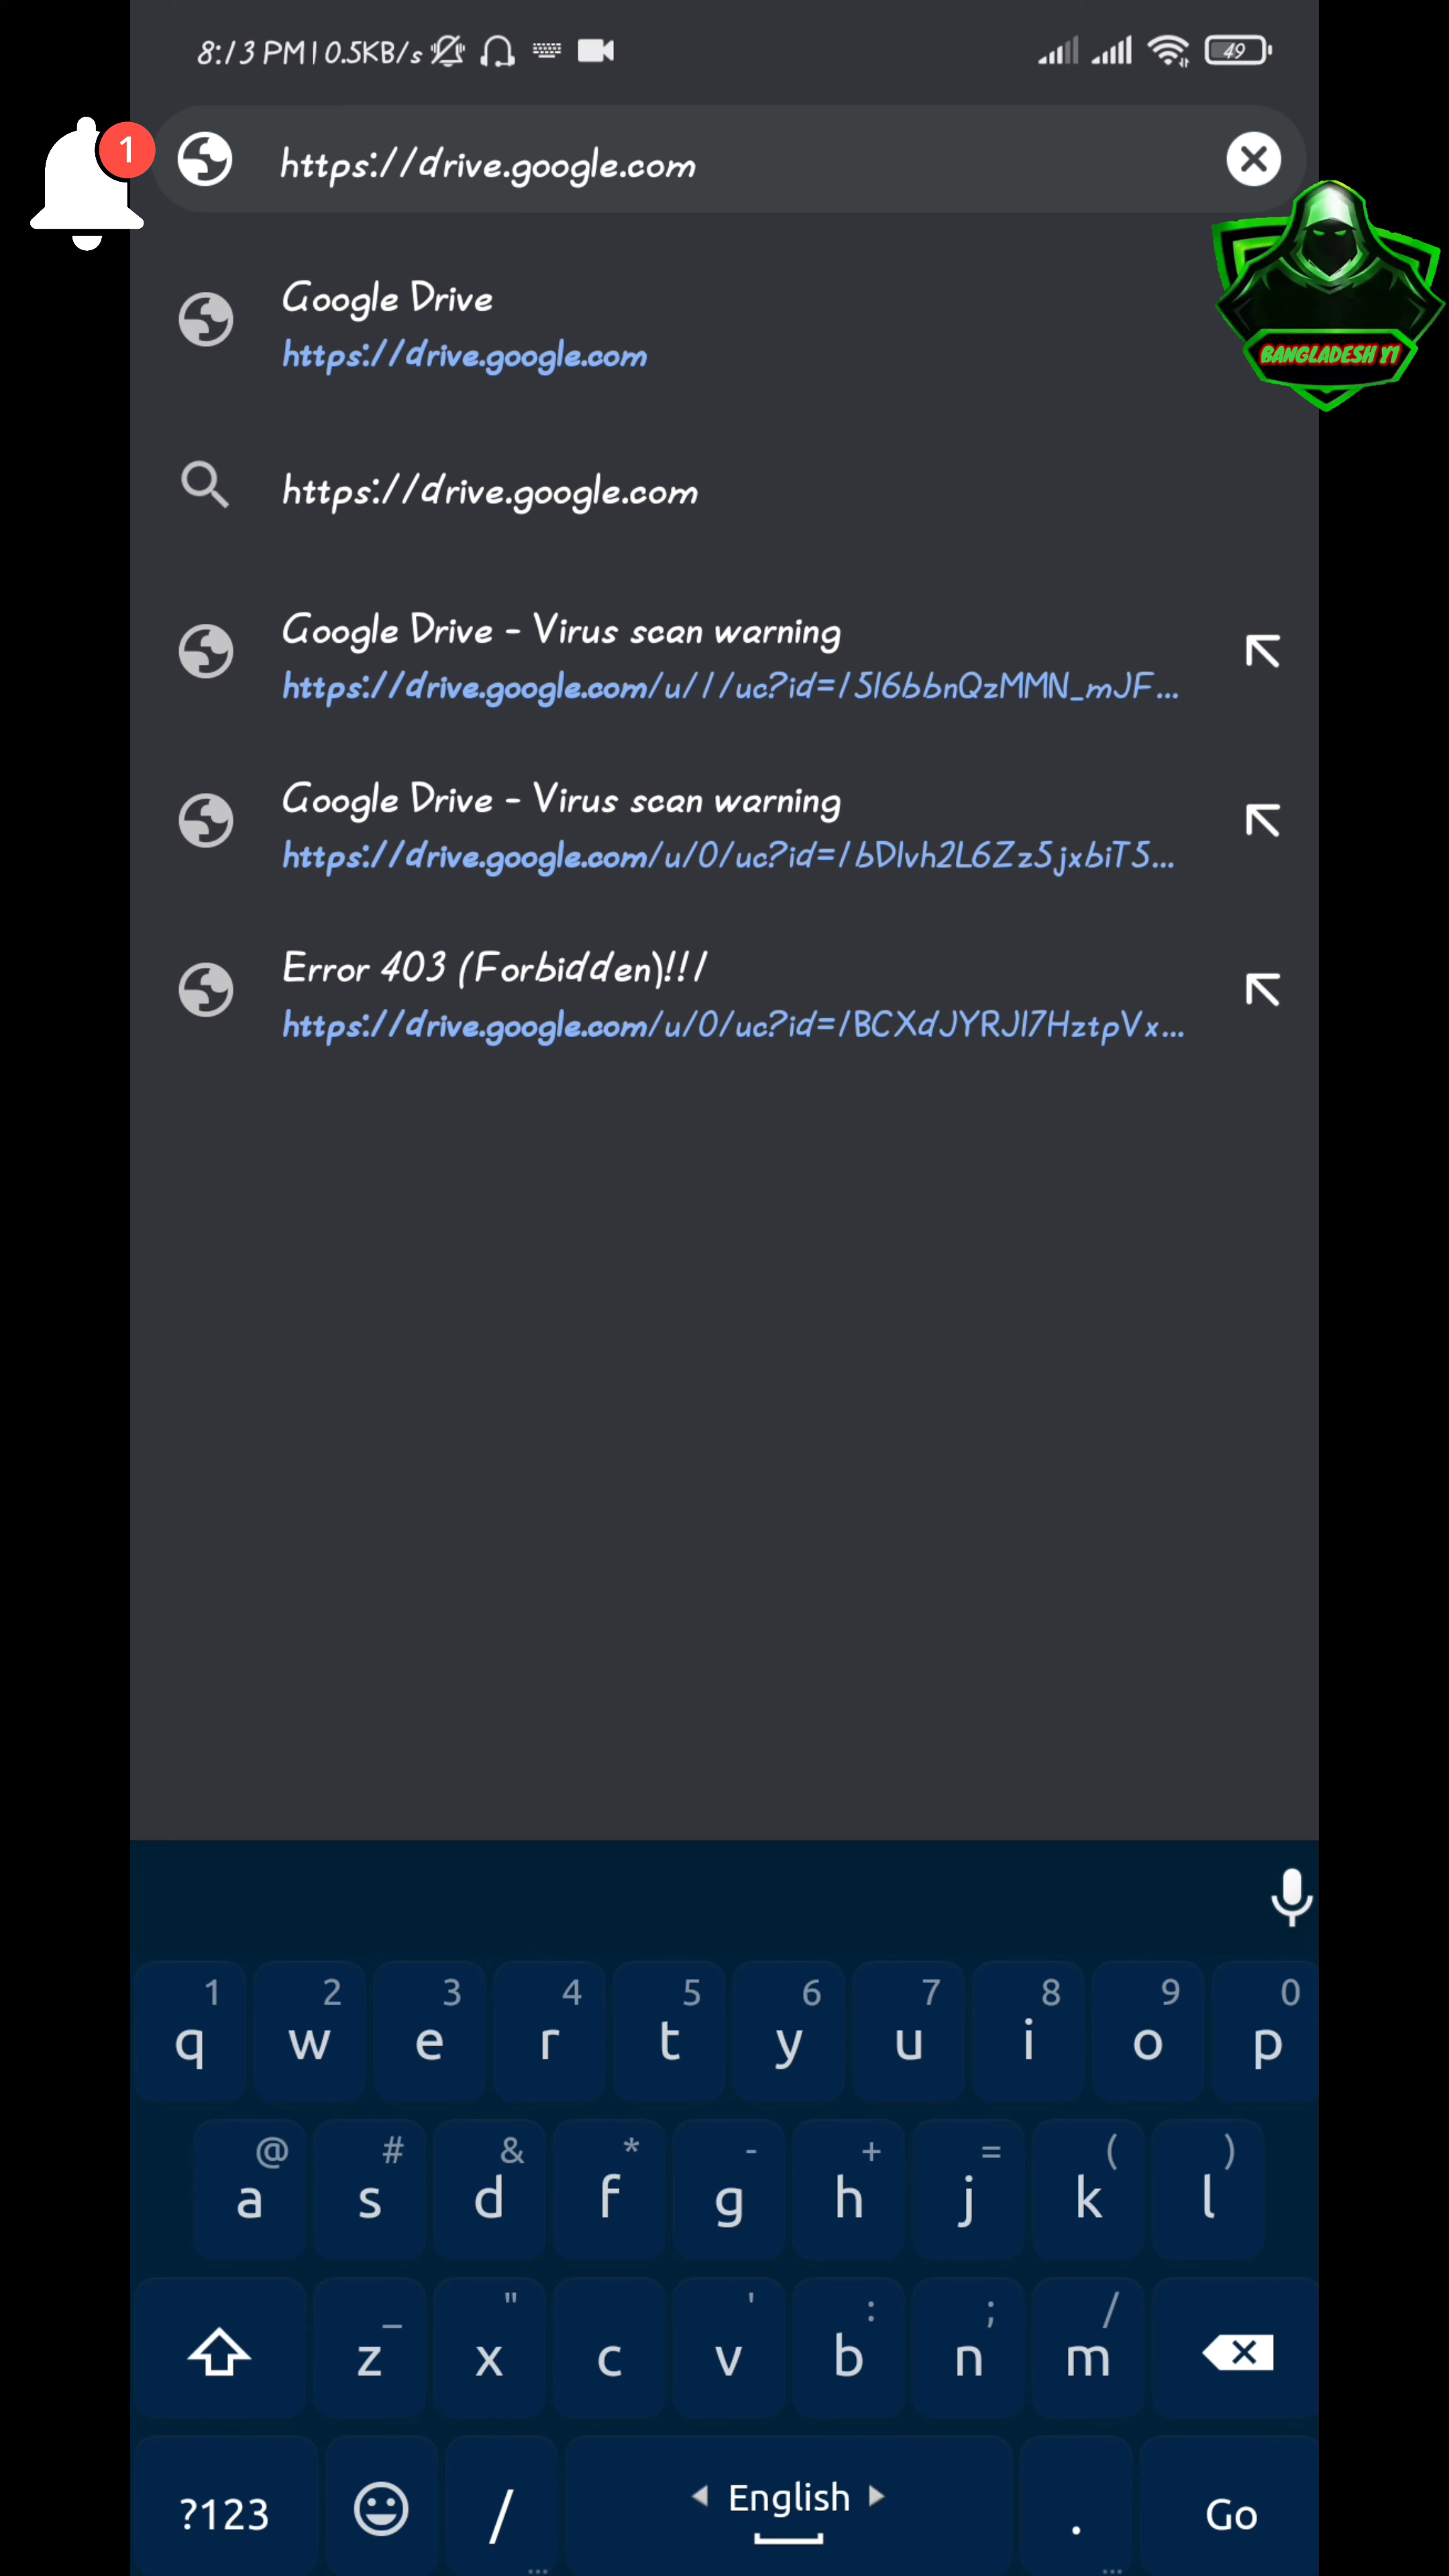 8:13 PM | 0.5KB/s
49
1
https://drive.google.com
BANGLADESH Y1
Google Drive
https://drive.google.com
https://drive.google.com
Google Drive - Virus scan warning
https://drive.google.com/u/1/uc?id=15l6bbnQzMMN_mJF...
Google Drive - Virus scan warning
https://drive.google.com/u/0/uc?id=1bDlvh2L6Zz5jxbiT5...
Error 403 (Forbidden)!!1
https://drive.google.com/u/0/uc?id=1BCXdJYRJl7HztpVx...
1 2 3 4 5 6 7 8 9 0
q w e r t y u i o p
@ # & * - + = ( )
a s d f g h j k l
_ " ' : ; /
z x c v b n m
?123 / English . Go